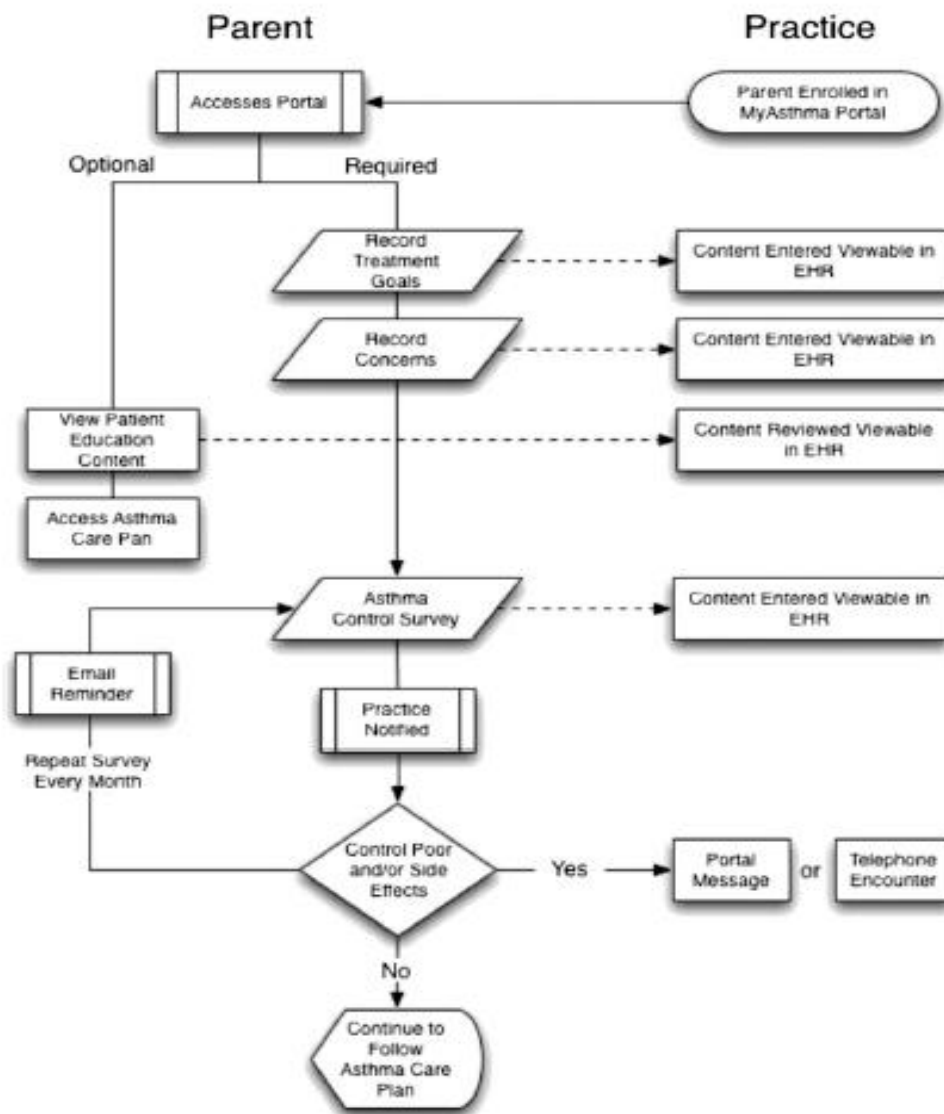 Parent
Practice
Accesses Portal
Parent Enrolled in
MyAsthma Portal
Optional
Required
Record
Treatment
Goals
Content Entered Viewable in
EHR
Record
Concerns
Content Entered Viewable in
EHR
View Patient
Education
Content
Content Reviewed Viewable
in EHR
Access Asthma
Care Pan
Asthma
Control Survey
Content Entered Viewable in
EHR
Email
Reminder
Practice
Notified
Repeat Survey
Every Month
Control Poor
and/or Side
Effects
Yes
Portal
Message
or
Telephone
Encounter
No
Continue to
Follow
Asthma Care
Plan